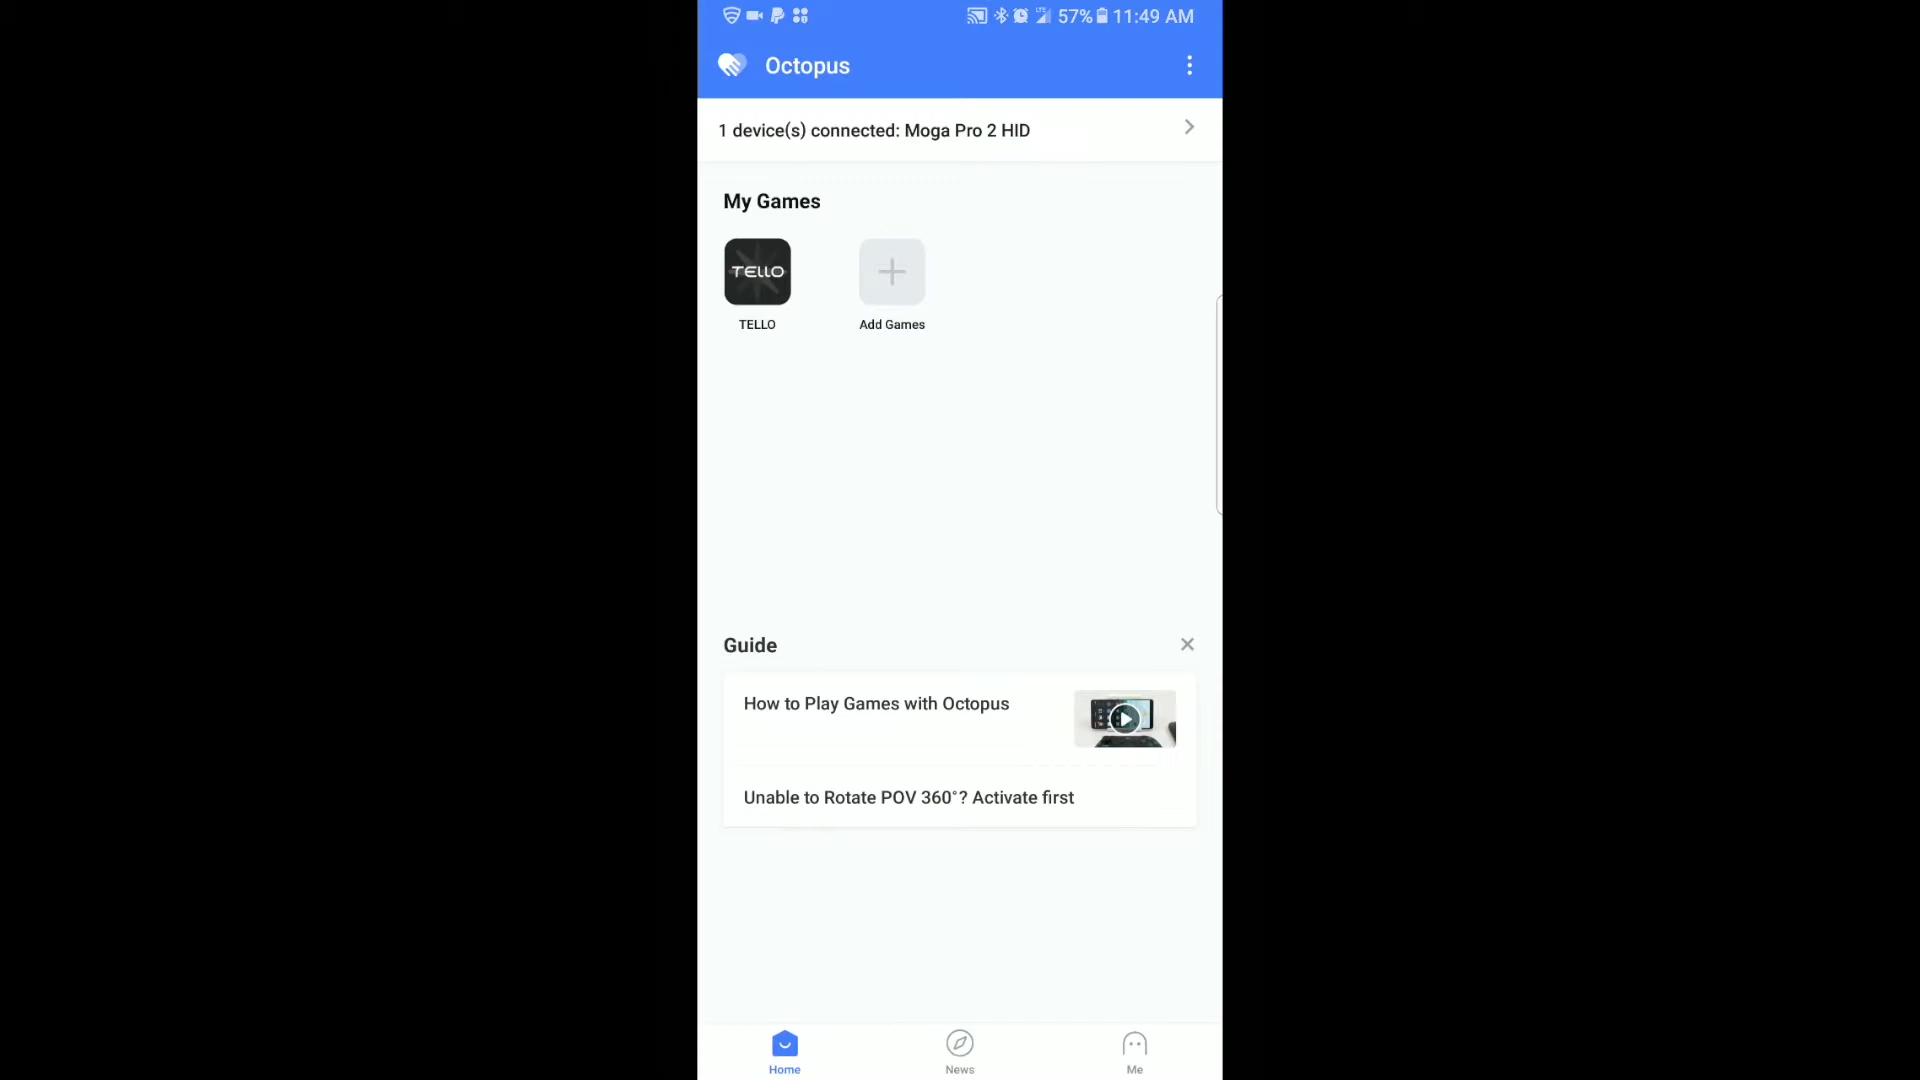 57% 11:49 AM
Octopus
1 device(s) connected: Moga Pro 2 HID
My Games
TELLO
TELLO
Add Games
Guide
How to Play Games with Octopus
Unable to Rotate POV 360°? Activate first
Home
News
Me